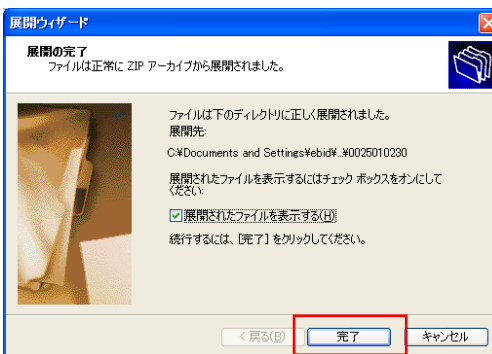 展開ウィザード
展開の完了
ファイルは正常に ZIP アーカイブから展開されました。
ファイルは下のディレクトリに正しく展開されました。
展開先:
C:¥Documents and Settings¥ebid¥..¥0025010230
展開されたファイルを表示するにはチェック ボックスをオンにして
ください:
展開されたファイルを表示する(H)
続行するには、[完了] をクリックしてください。
< 戻る(B)
完了
キャンセル